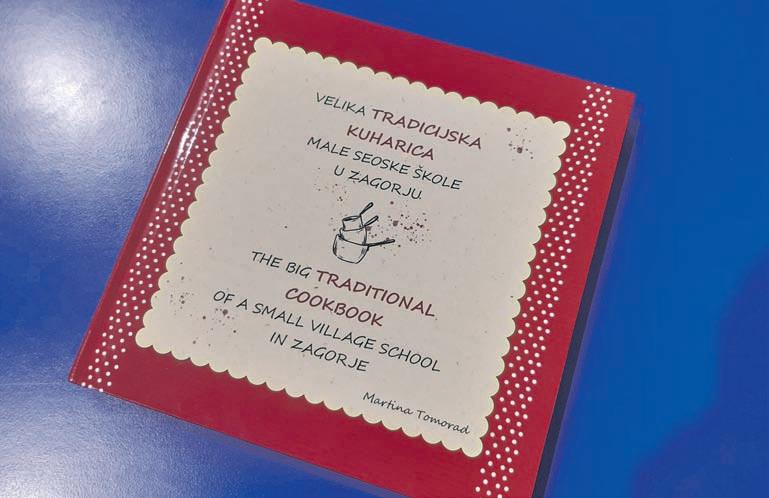 VELIKA TRADICIJSKA
KUHARICA
MALE SEOSKE ŠKOLE
U ZAGORJU
THE BIG TRADITIONAL
COOKBOOK
OF A SMALL VILLAGE SCHOOL
IN ZAGORJE
Martina Tomorad